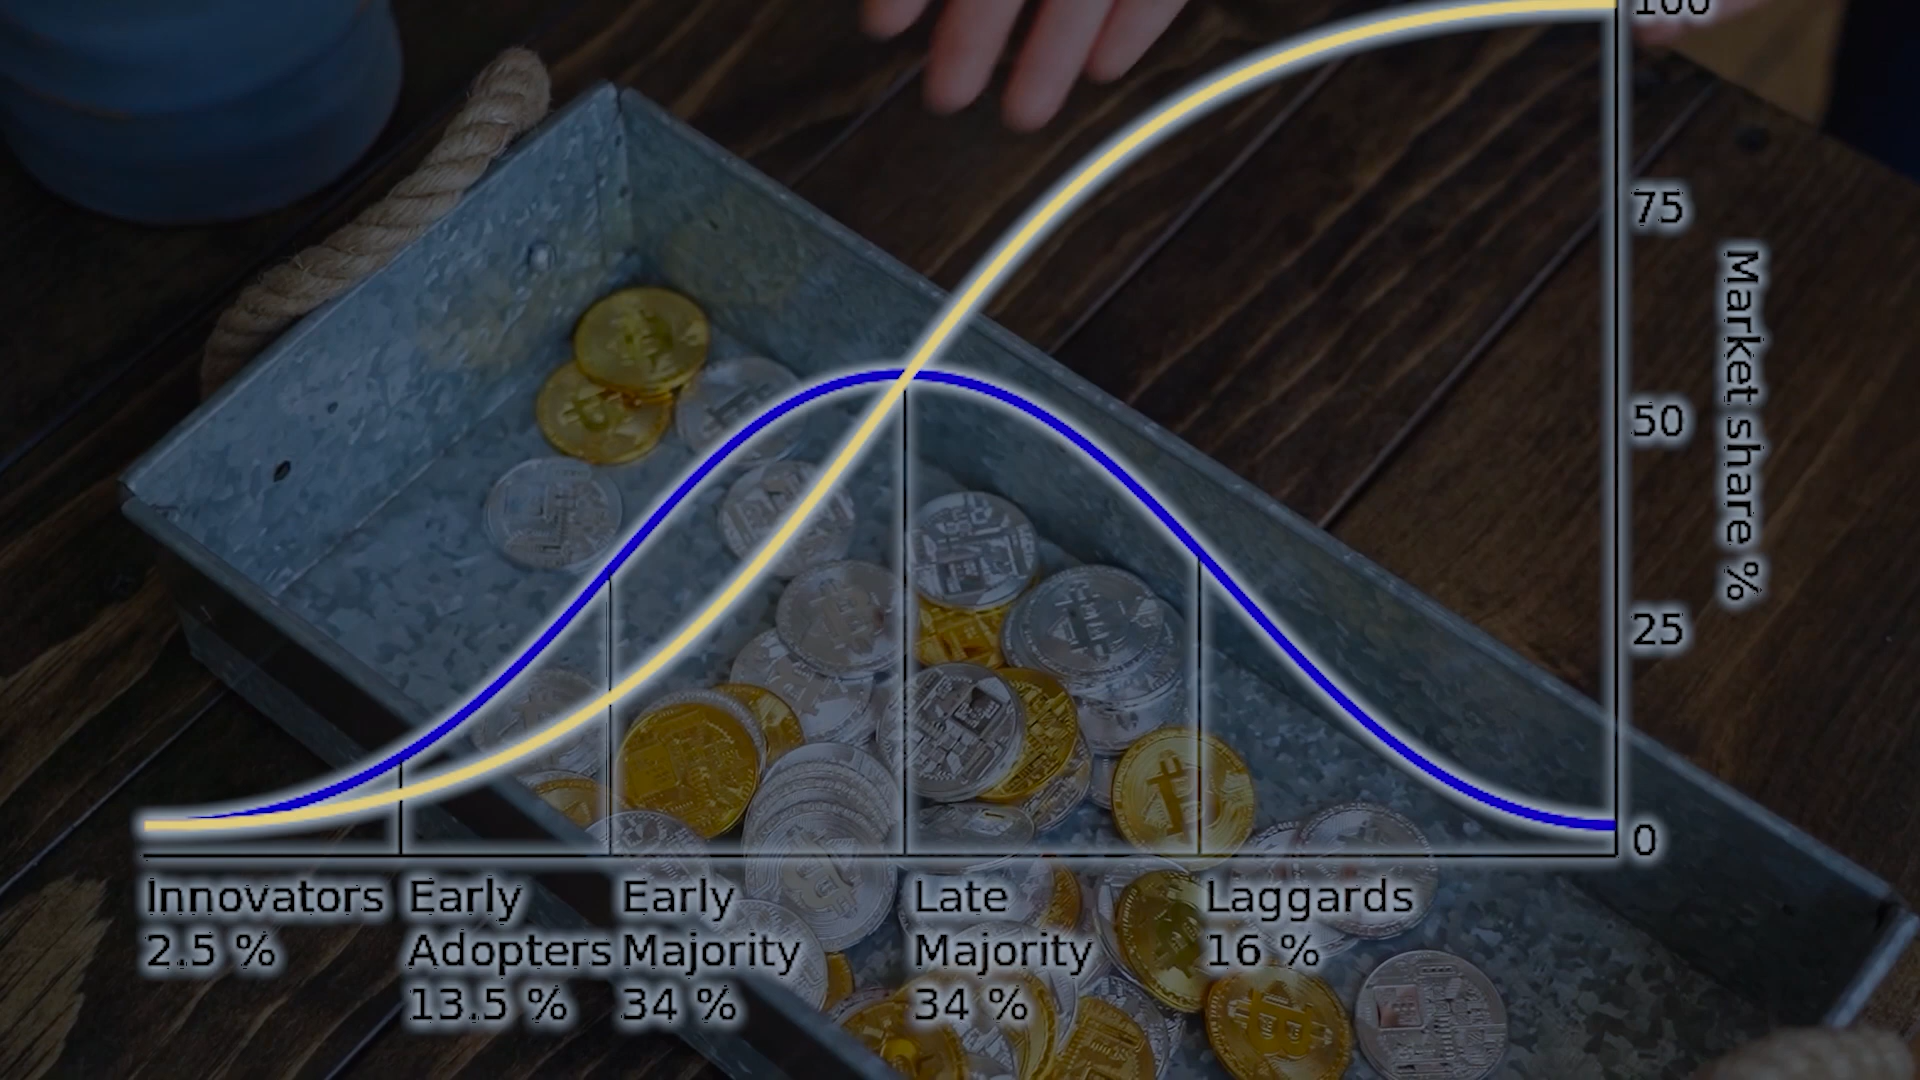 100
75
50
25
0
Market share %
Innovators
2.5 %
Early
Adopters
13.5 %
Early
Majority
34 %
Late
Majority
34 %
Laggards
16 %